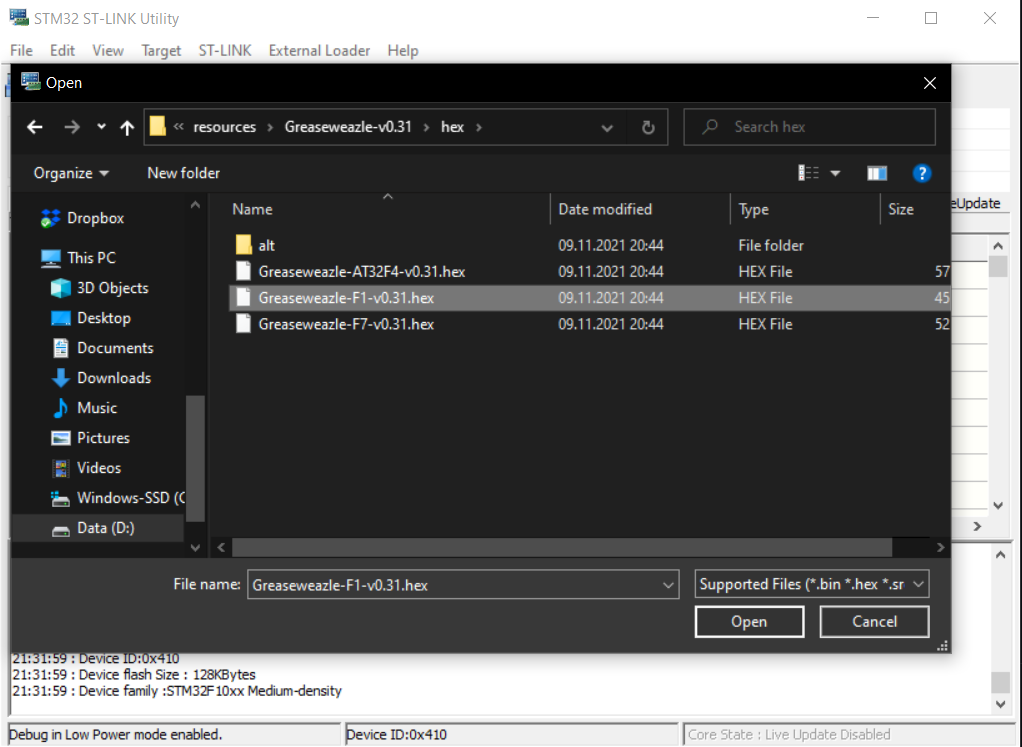 STM32 ST-LINK Utility
File Edit View Target ST-LINK External Loader Help
Open
« resources › Greaseweazle-v0.31 › hex ›
Search hex
Organize New folder
eUpdate
Name Date modified Type Size
Dropbox
This PC
3D Objects
Desktop
Documents
Downloads
Music
Pictures
Videos
Windows-SSD (C
Data (D:)
alt 09.11.2021 20:44 File folder
Greaseweazle-AT32F4-v0.31.hex 09.11.2021 20:44 HEX File 57
Greaseweazle-F1-v0.31.hex 09.11.2021 20:44 HEX File 45
Greaseweazle-F7-v0.31.hex 09.11.2021 20:44 HEX File 52
File name: Greaseweazle-F1-v0.31.hex Supported Files (*.bin *.hex *.sr
Open Cancel
21:31:59 : Device ID:0x410
21:31:59 : Device flash Size : 128KBytes
21:31:59 : Device family :STM32F10xx Medium-density
Debug in Low Power mode enabled. Device ID:0x410 Core State : Live Update Disabled